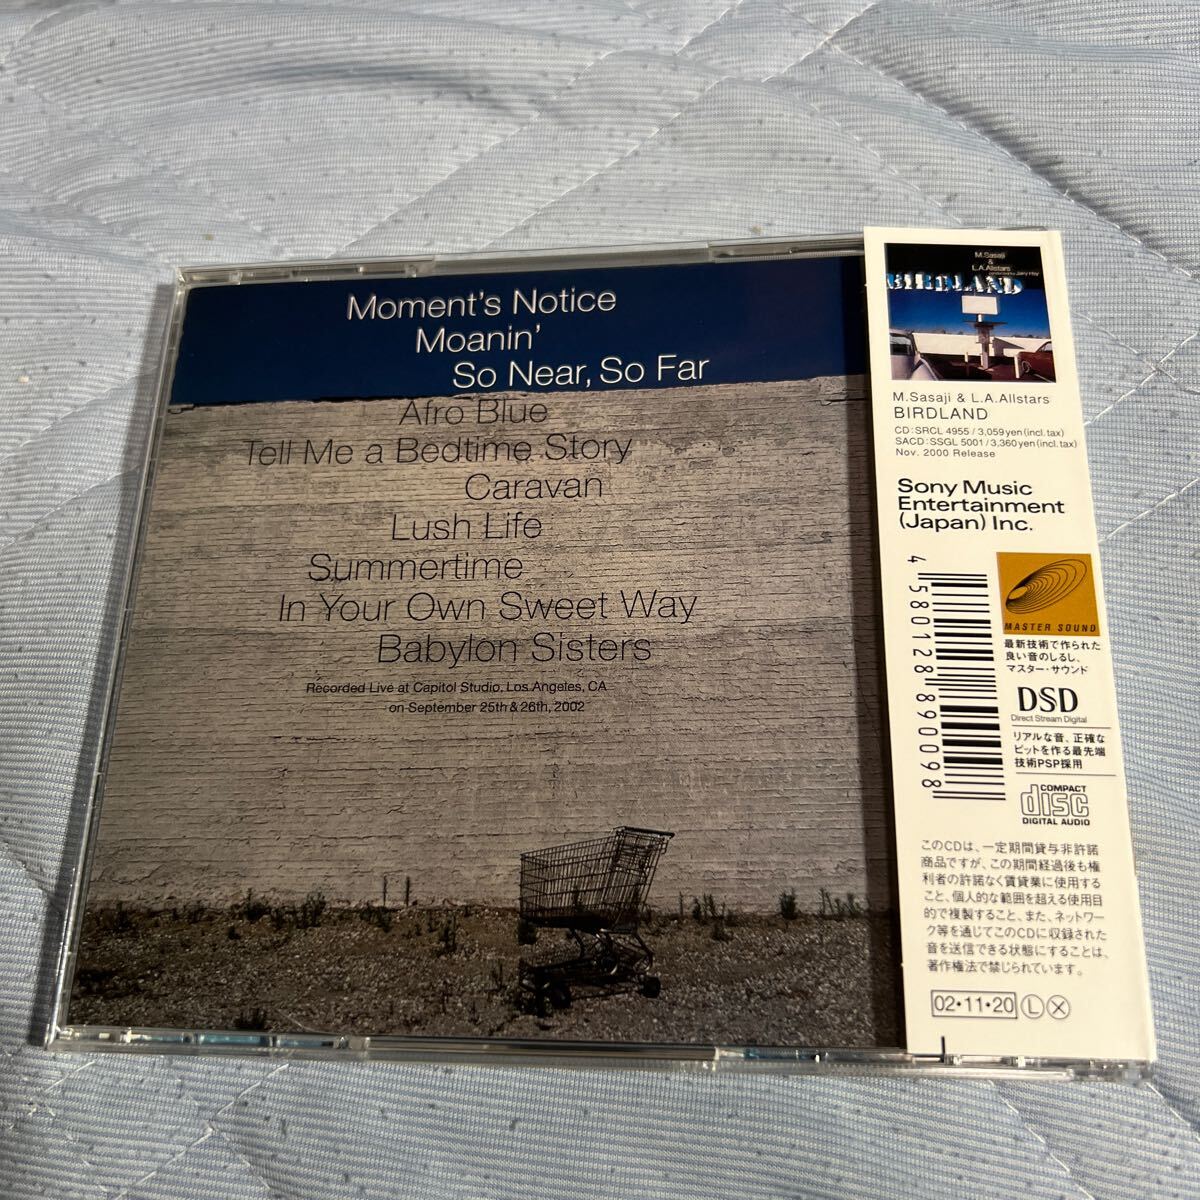 Moment's Notice
Moanin'
So Near, So Far
Afro Blue
Tell Me a Bedtime Story
Caravan
Lush Life
Summertime
In Your Own Sweet Way
Babylon Sisters
Recorded Live at Capitol Studio, Los Angeles, CA
on September 25th & 26th, 2002
M.Sasaji
&
L.A.Allstars
conducted by Jerry Hey
BIRDLAND
M.Sasaji & L.A.Allstars
BIRDLAND
CD:SRCL 4955 / 3,059yen(incl.tax)
SACD:SSGL 5001 / 3,360yen(incl.tax)
Nov. 2000 Release
Sony Music
Entertainment
(Japan) Inc.
4 580128 890098
MASTER SOUND
最新技術で作られた
良い音のしるし、
マスター・サウンド
DSD
Direct Stream Digital
リアルな音、正確な
ビットを作る最先端
技術PSP採用
COMPACT
disc
DIGITAL AUDIO
このCDは、一定期間貸与非許諾
商品ですが、この期間経過後も権
利者の許諾なく賃貸業に使用する
こと、個人的な範囲を超える使用目
的で複製すること、また、ネットワー
ク等を通じてこのCDに収録された
音を送信できる状態にすることは、
著作権法で禁じられています。
02・11・20 Ⓛ Ⓧ